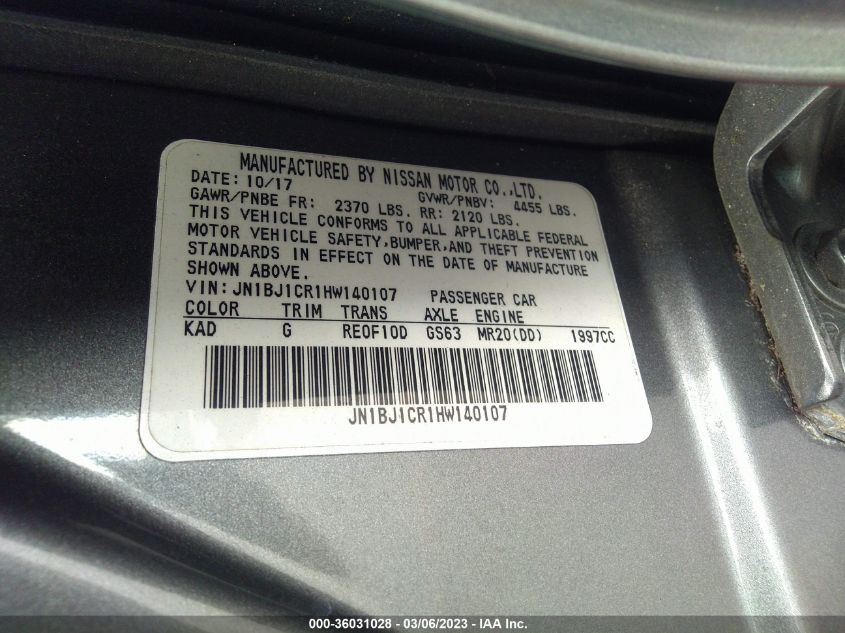 MANUFACTURED BY NISSAN MOTOR CO.,LTD.
DATE: 10/17 GVWR/PNBV: 4455 LBS.
GAWR/PNBE FR: 2370 LBS. RR: 2120 LBS.
THIS VEHICLE CONFORMS TO ALL APPLICABLE FEDERAL
MOTOR VEHICLE SAFETY,BUMPER,AND THEFT PREVENTION
STANDARDS IN EFFECT ON THE DATE OF MANUFACTURE
SHOWN ABOVE.
VIN:JN1BJ1CR1HW140107 PASSENGER CAR
COLOR TRIM TRANS AXLE ENGINE
KAD G RE0F10D GS63 MR20(DD) 1997CC
JN1BJ1CR1HW140107
000-36031028 - 03/06/2023 - IAA Inc.